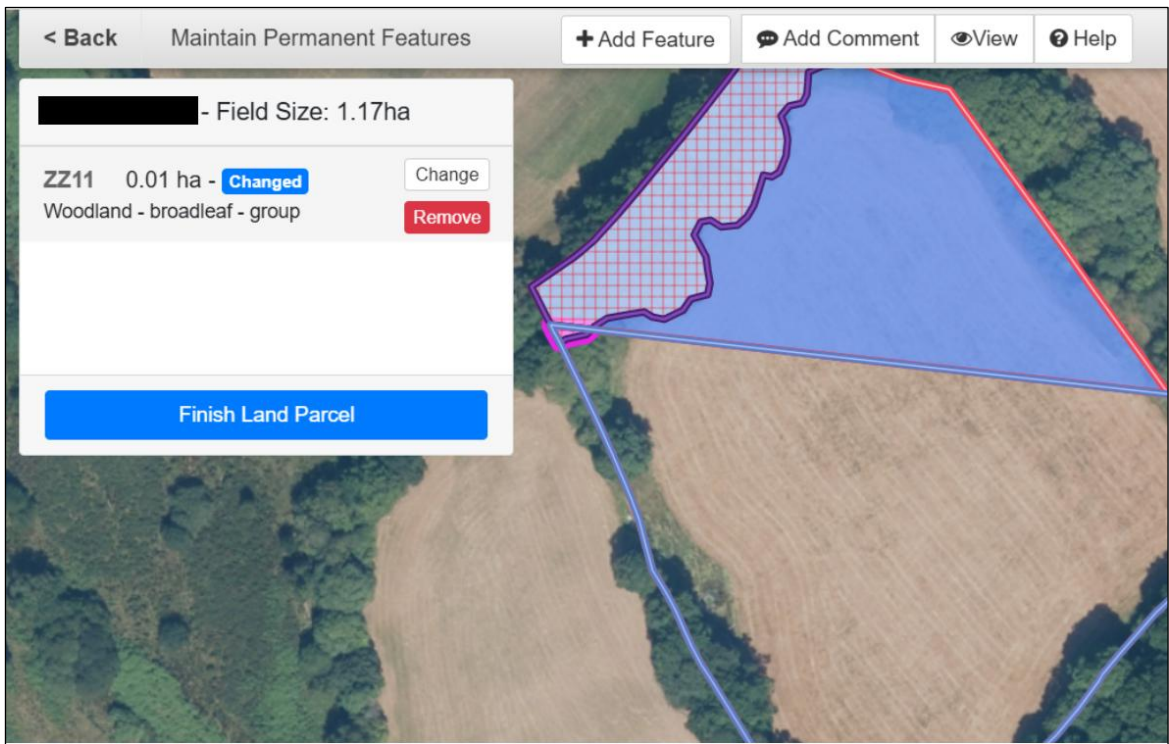 < Back Maintain Permanent Features + Add Feature Add Comment View Help
- Field Size: 1.17ha
ZZ11 0.01 ha - Changed Change
Woodland - broadleaf - group Remove
Finish Land Parcel